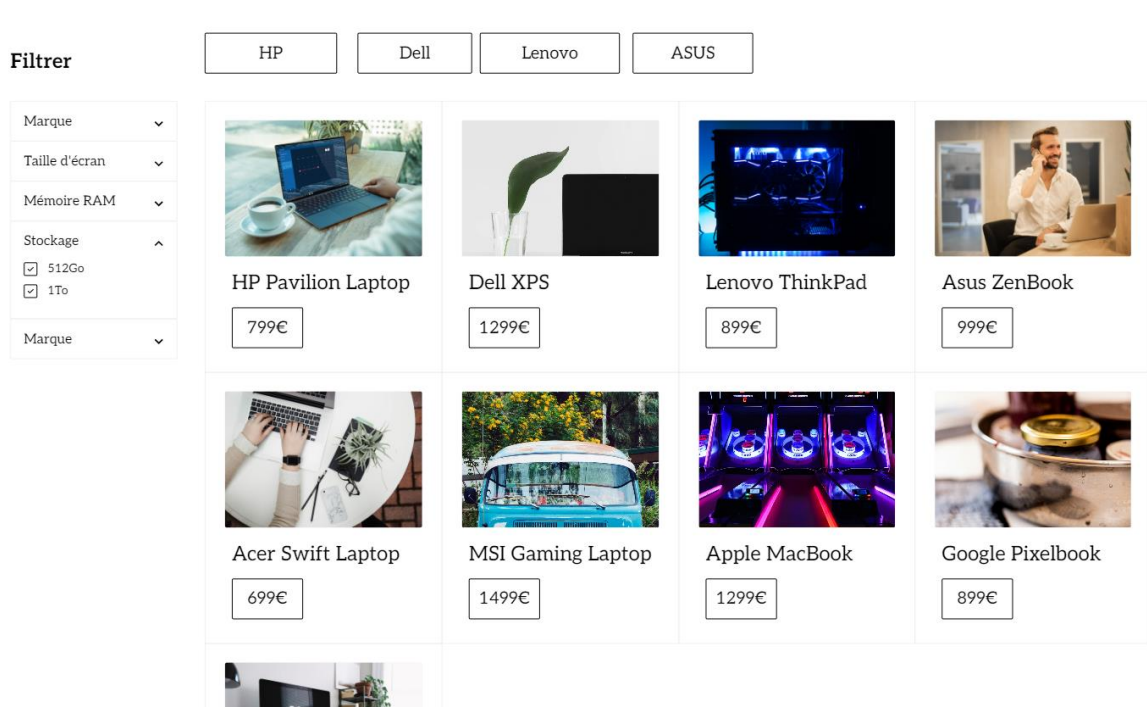 HP
Dell
Lenovo
ASUS
Filtrer
Marque
Taille d'écran
Mémoire RAM
Stockage
512Go
1To
Marque
HP Pavilion Laptop
Dell XPS
Lenovo ThinkPad
Asus ZenBook
799€
1299€
899€
999€
Acer Swift Laptop
MSI Gaming Laptop
Apple MacBook
Google Pixelbook
699€
1499€
1299€
899€